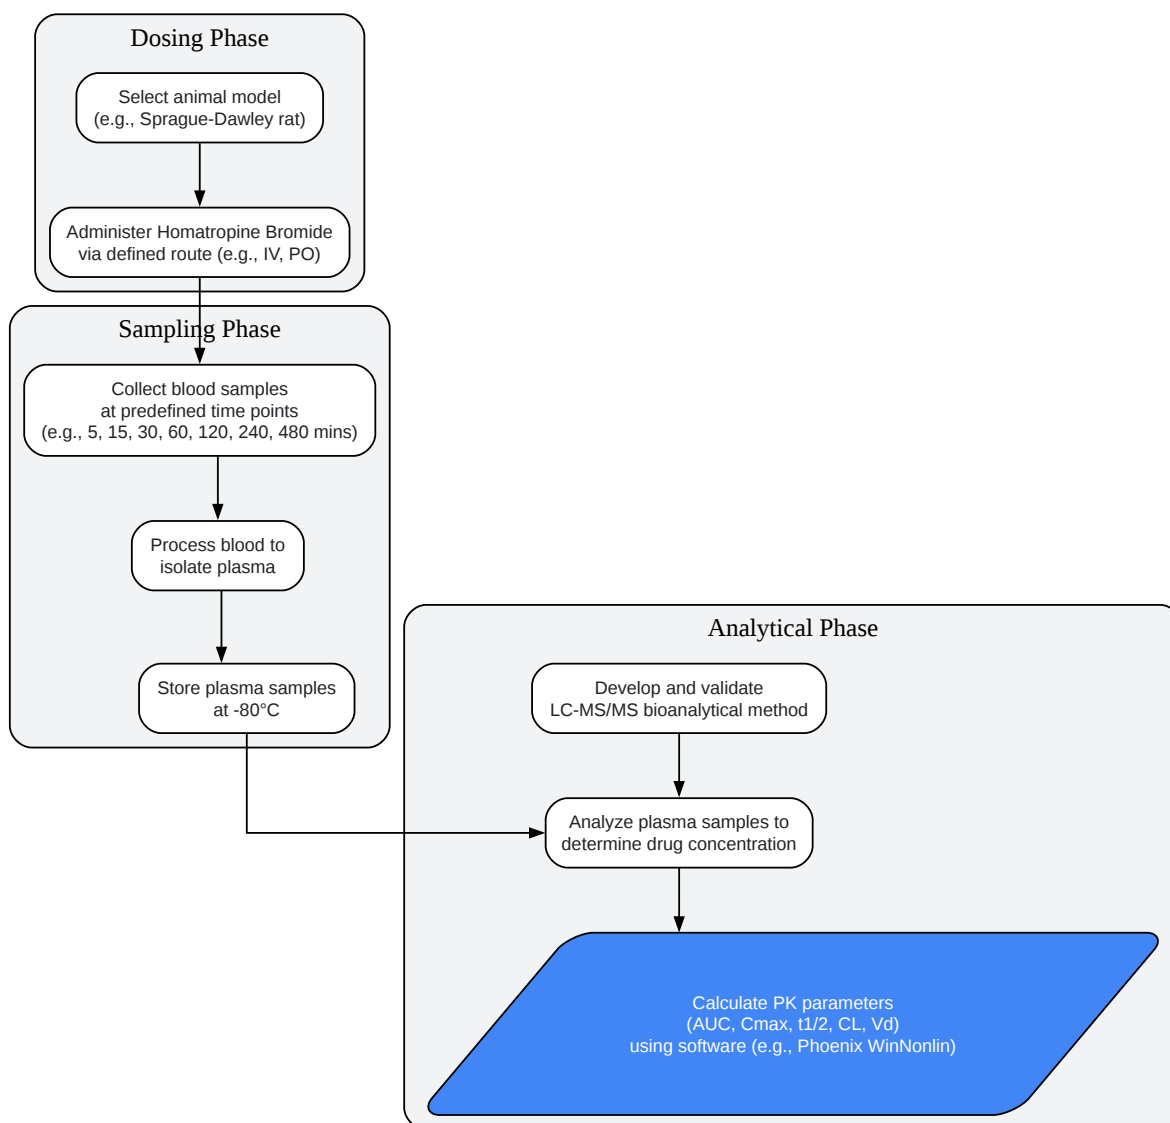 Dosing Phase
Select animal model
(e.g., Sprague-Dawley rat)
Administer Homatropine Bromide
via defined route (e.g., IV, PO)
Sampling Phase
Collect blood samples
at predefined time points
(e.g., 5, 15, 30, 60, 120, 240, 480 mins)
Process blood to
isolate plasma
Store plasma samples
at -80°C
Analytical Phase
Develop and validate
LC-MS/MS bioanalytical method
Analyze plasma samples to
determine drug concentration
Calculate PK parameters
(AUC, Cmax, t1/2, CL, Vd)
using software (e.g., Phoenix WinNonlin)